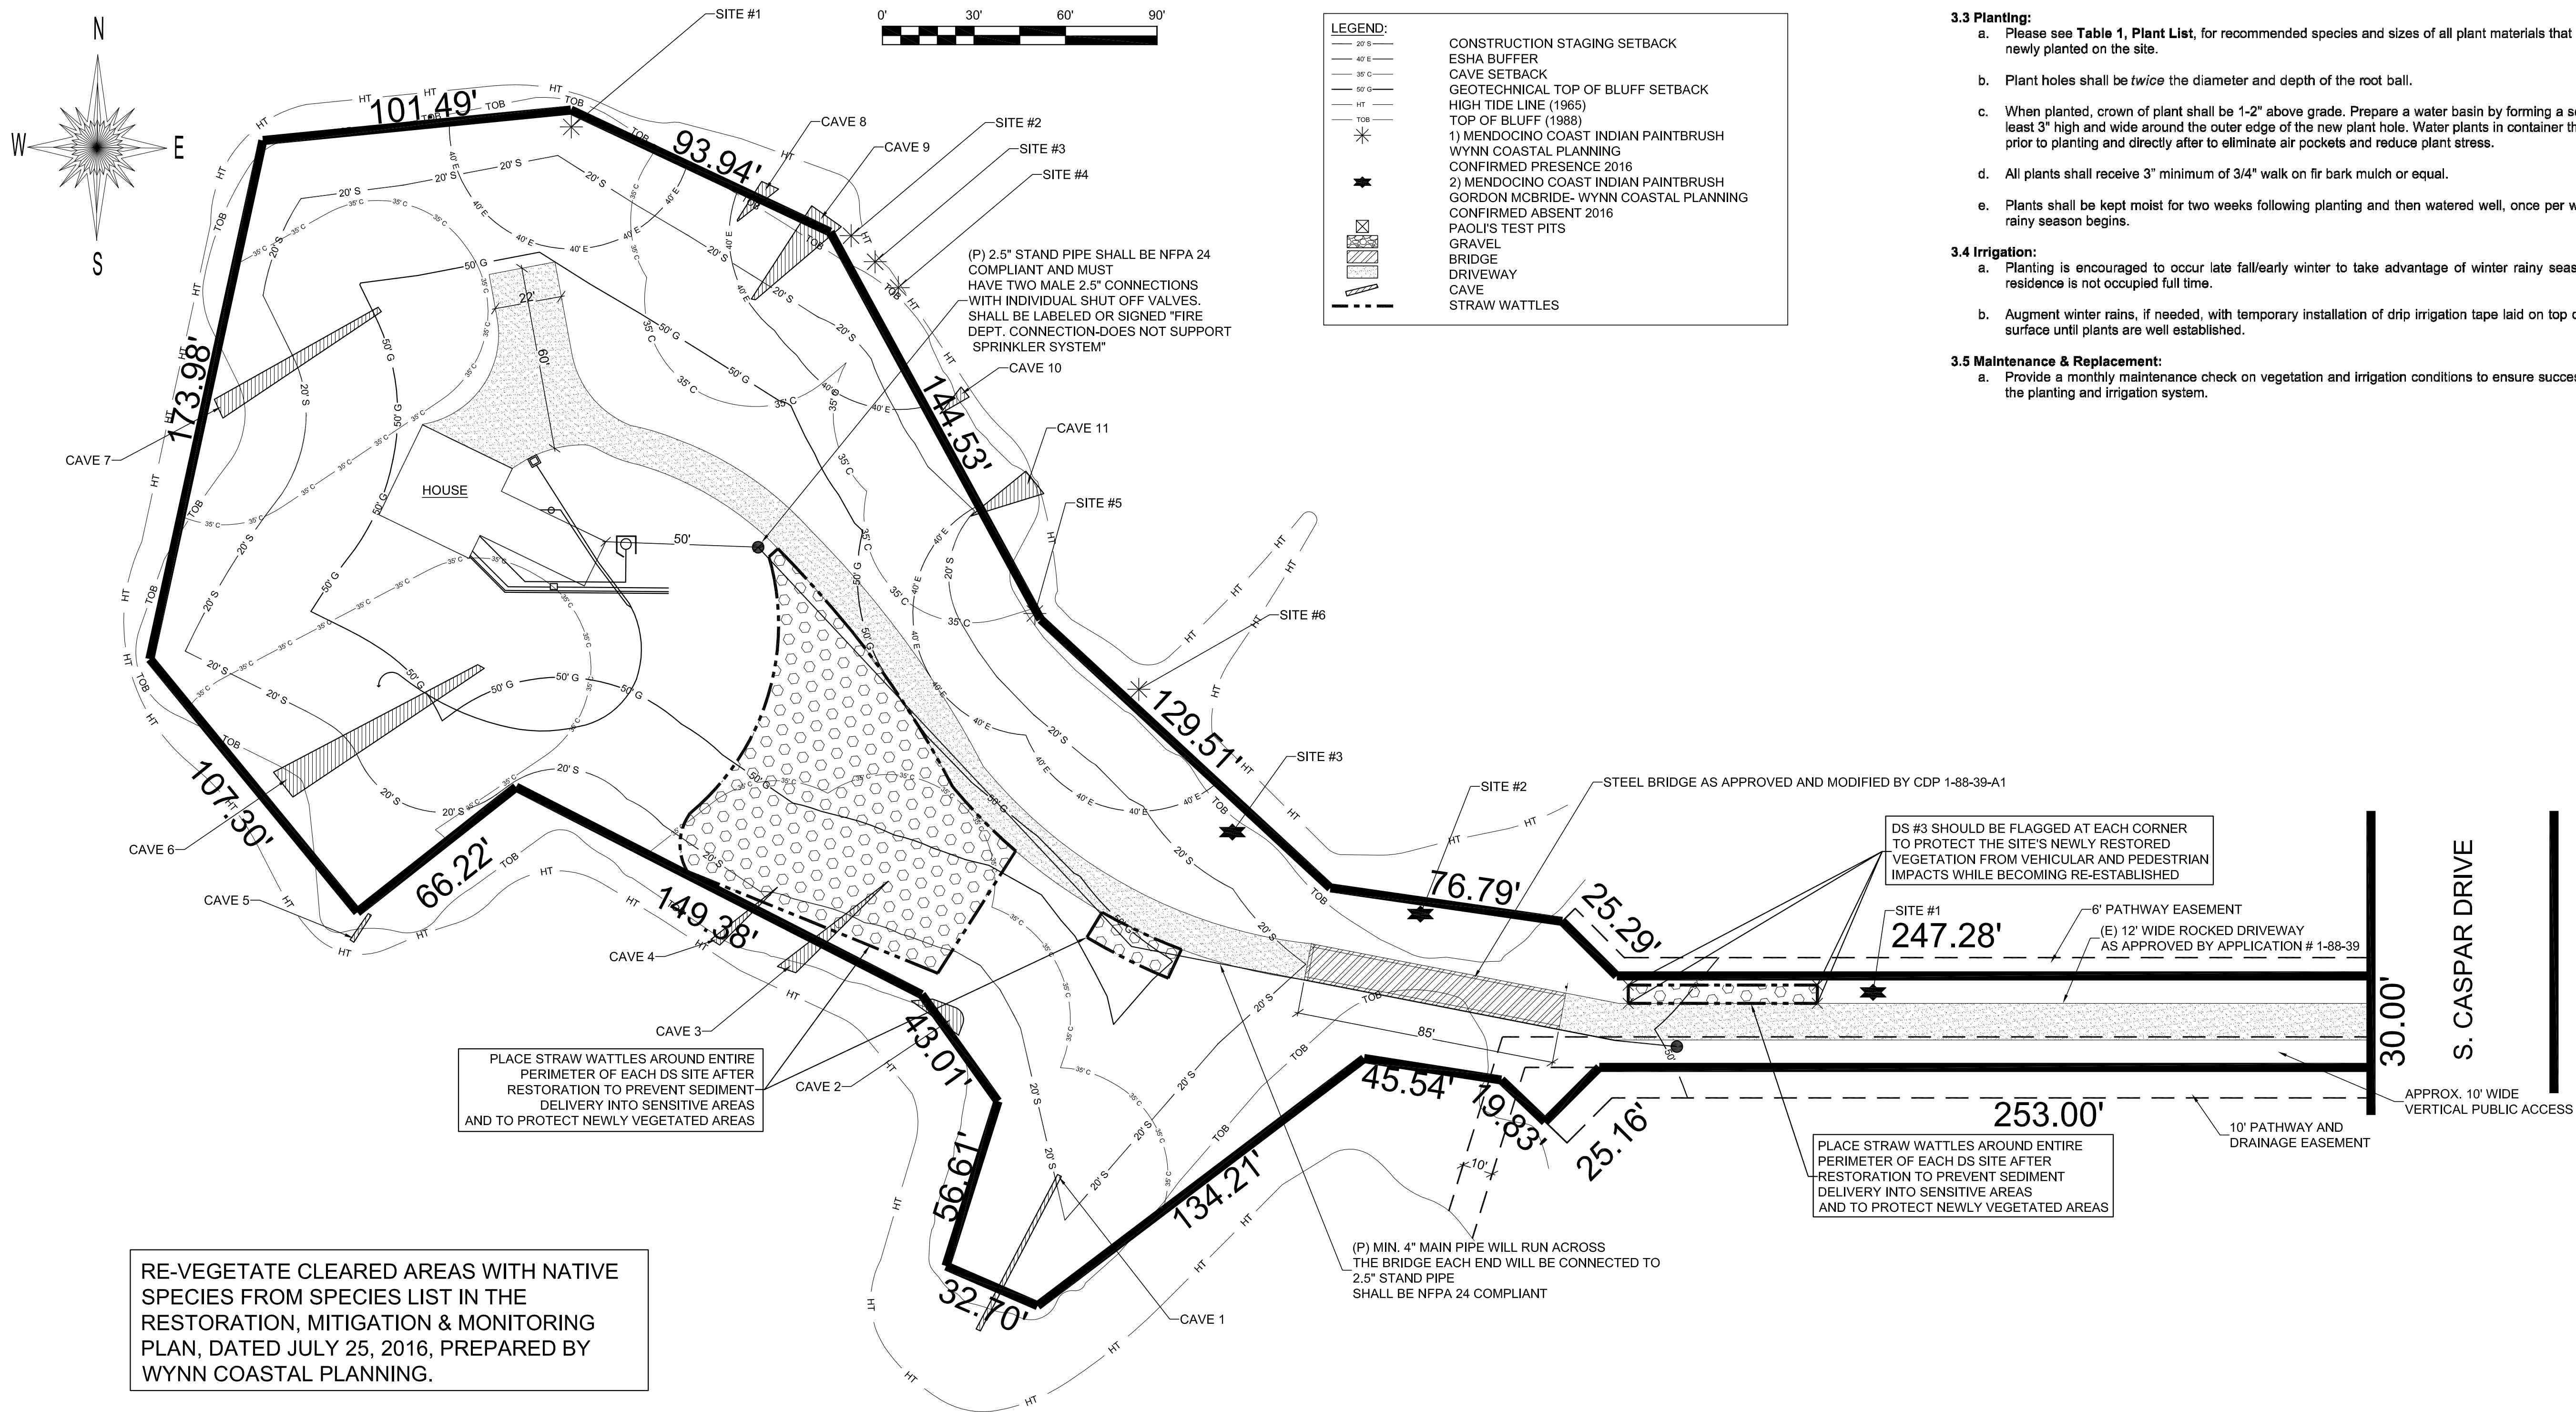 N
W
E
S
0'
30'
60'
90'
SITE #1
LEGEND:
20' S CONSTRUCTION STAGING SETBACK
40' E ESHA BUFFER
35' C CAVE SETBACK
50' G GEOTECHNICAL TOP OF BLUFF SETBACK
HT HIGH TIDE LINE (1965)
TOB TOP OF BLUFF (1988)
1) MENDOCINO COAST INDIAN PAINTBRUSH
WYNN COASTAL PLANNING
CONFIRMED PRESENCE 2016
2) MENDOCINO COAST INDIAN PAINTBRUSH
GORDON MCBRIDE- WYNN COASTAL PLANNING
CONFIRMED ABSENT 2016
PAOLI'S TEST PITS
GRAVEL
BRIDGE
DRIVEWAY
CAVE
STRAW WATTLES
3.3 Planting:
a. Please see Table 1, Plant List, for recommended species and sizes of all plant materials that
newly planted on the site.
b. Plant holes shall be twice the diameter and depth of the root ball.
c. When planted, crown of plant shall be 1-2" above grade. Prepare a water basin by forming a
least 3" high and wide around the outer edge of the new plant hole. Water plants in container
prior to planting and directly after to eliminate air pockets and reduce plant stress.
d. All plants shall receive 3" minimum of 3/4" walk on fir bark mulch or equal.
e. Plants shall be kept moist for two weeks following planting and then watered well, once per
rainy season begins.
3.4 Irrigation:
a. Planting is encouraged to occur late fall/early winter to take advantage of winter rainy
residence is not occupied full time.
b. Augment winter rains, if needed, with temporary installation of drip irrigation tape laid on top
surface until plants are well established.
3.5 Maintenance & Replacement:
a. Provide a monthly maintenance check on vegetation and irrigation conditions to ensure
the planting and irrigation system.
101.49'
93.94'
CAVE 8
CAVE 9
SITE #2
SITE #3
SITE #4
(P) 2.5" STAND PIPE SHALL BE NFPA 24
COMPLIANT AND MUST
HAVE TWO MALE 2.5" CONNECTIONS
WITH INDIVIDUAL SHUT OFF VALVES.
SHALL BE LABELED OR SIGNED "FIRE
DEPT. CONNECTION-DOES NOT SUPPORT
SPRINKLER SYSTEM"
22'
60'
CAVE 10
144.53'
CAVE 11
173.98'
CAVE 7
HOUSE
50'
SITE #5
SITE #6
129.51'
SITE #3
SITE #2
STEEL BRIDGE AS APPROVED AND MODIFIED BY CDP 1-88-39-A1
DS #3 SHOULD BE FLAGGED AT EACH CORNER
TO PROTECT THE SITE'S NEWLY RESTORED
VEGETATION FROM VEHICULAR AND PEDESTRIAN
IMPACTS WHILE BECOMING RE-ESTABLISHED
107.30'
CAVE 6
66.22'
CAVE 5
149.38'
CAVE 4
CAVE 3
76.79'
25.29'
SITE #1
247.28'
6' PATHWAY EASEMENT
(E) 12' WIDE ROCKED DRIVEWAY
AS APPROVED BY APPLICATION # 1-88-39
S. CASPAR DRIVE
30.00'
43.01'
PLACE STRAW WATTLES AROUND ENTIRE
PERIMETER OF EACH DS SITE AFTER
RESTORATION TO PREVENT SEDIMENT
DELIVERY INTO SENSITIVE AREAS
AND TO PROTECT NEWLY VEGETATED AREAS
CAVE 2
85'
50'
45.54'
19.83'
25.16'
253.00'
APPROX. 10' WIDE
VERTICAL PUBLIC ACCESS
10' PATHWAY AND
DRAINAGE EASEMENT
PLACE STRAW WATTLES AROUND ENTIRE
PERIMETER OF EACH DS SITE AFTER
RESTORATION TO PREVENT SEDIMENT
DELIVERY INTO SENSITIVE AREAS
AND TO PROTECT NEWLY VEGETATED AREAS
10'
56.61'
134.21'
32.70'
CAVE 1
(P) MIN. 4" MAIN PIPE WILL RUN ACROSS
THE BRIDGE EACH END WILL BE CONNECTED TO
2.5" STAND PIPE
SHALL BE NFPA 24 COMPLIANT
RE-VEGETATE CLEARED AREAS WITH NATIVE
SPECIES FROM SPECIES LIST IN THE
RESTORATION, MITIGATION & MONITORING
PLAN, DATED JULY 25, 2016, PREPARED BY
WYNN COASTAL PLANNING.
HT
TOB
20' S
35' C
40' E
50' G